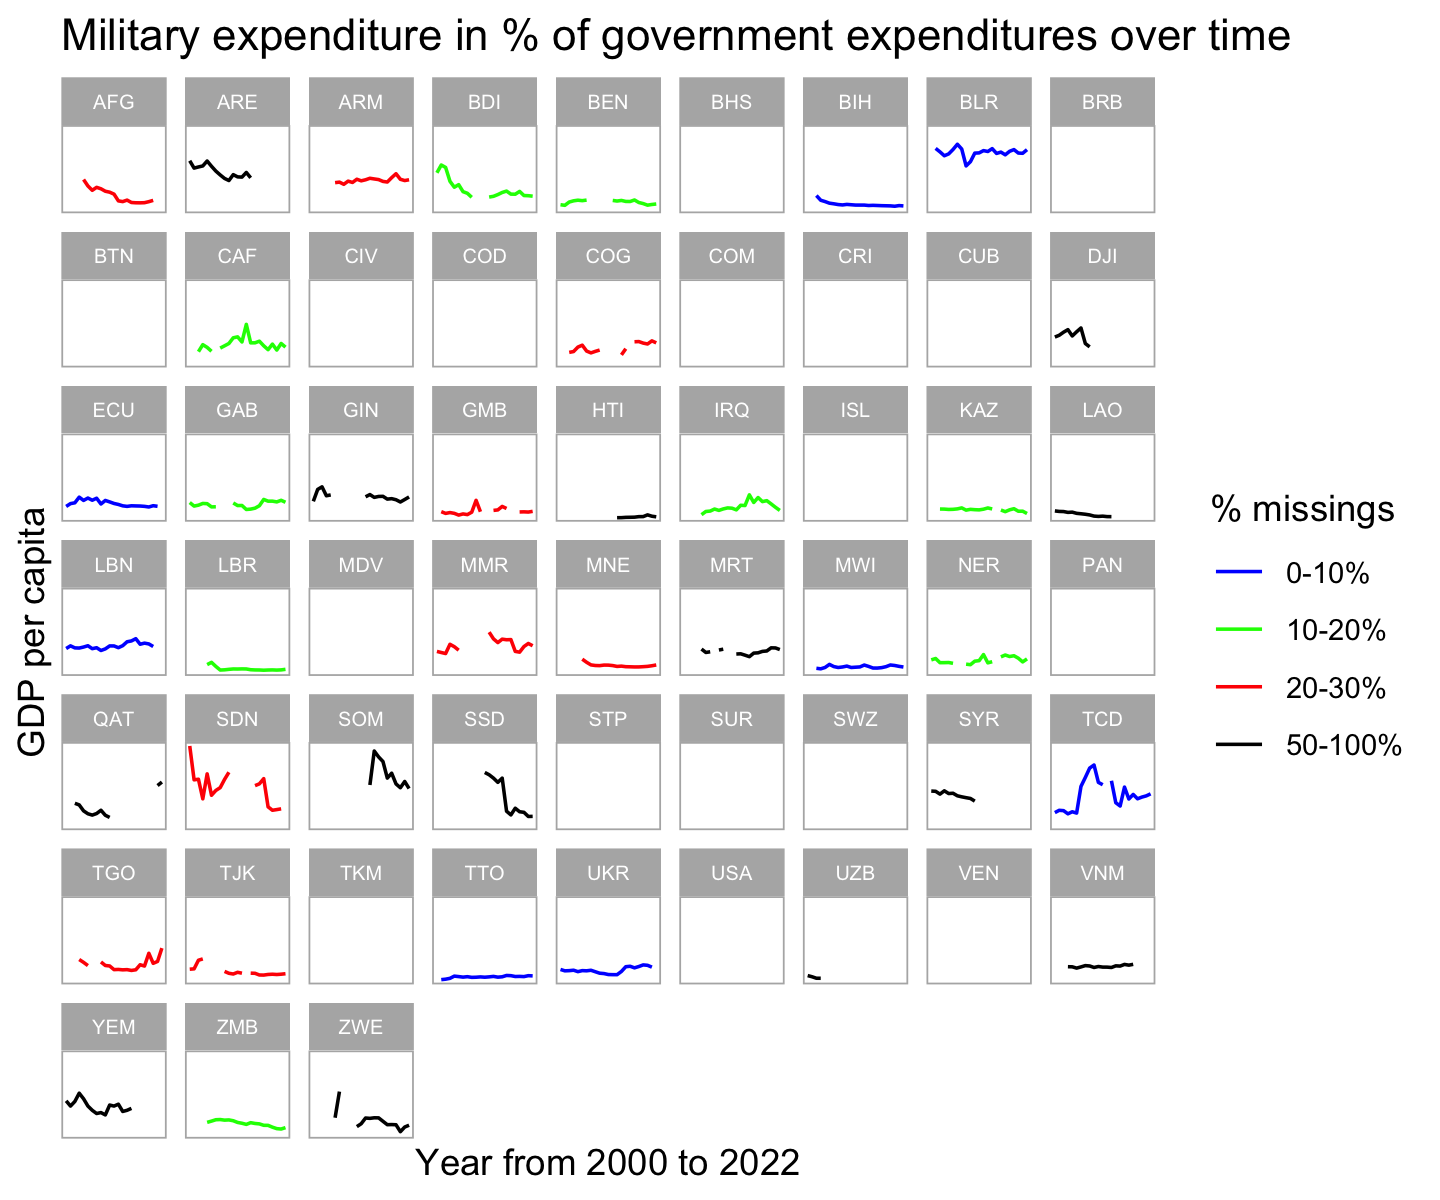 Military expenditure in % of government expenditures over time
AFG ARE ARM BDI BEN BHS BIH BLR BRB
BTN CAF CIV COD COG COM CRI CUB DJI
ECU GAB GIN GMB HTI IRQ ISL KAZ LAO
LBN LBR MDV MMR MNE MRT MWI NER PAN
QAT SDN SOM SSD STP SUR SWZ SYR TCD
TGO TJK TKM TTO UKR USA UZB VEN VNM
YEM ZMB ZWE
GDP per capita
Year from 2000 to 2022
% missings
0-10%
10-20%
20-30%
50-100%